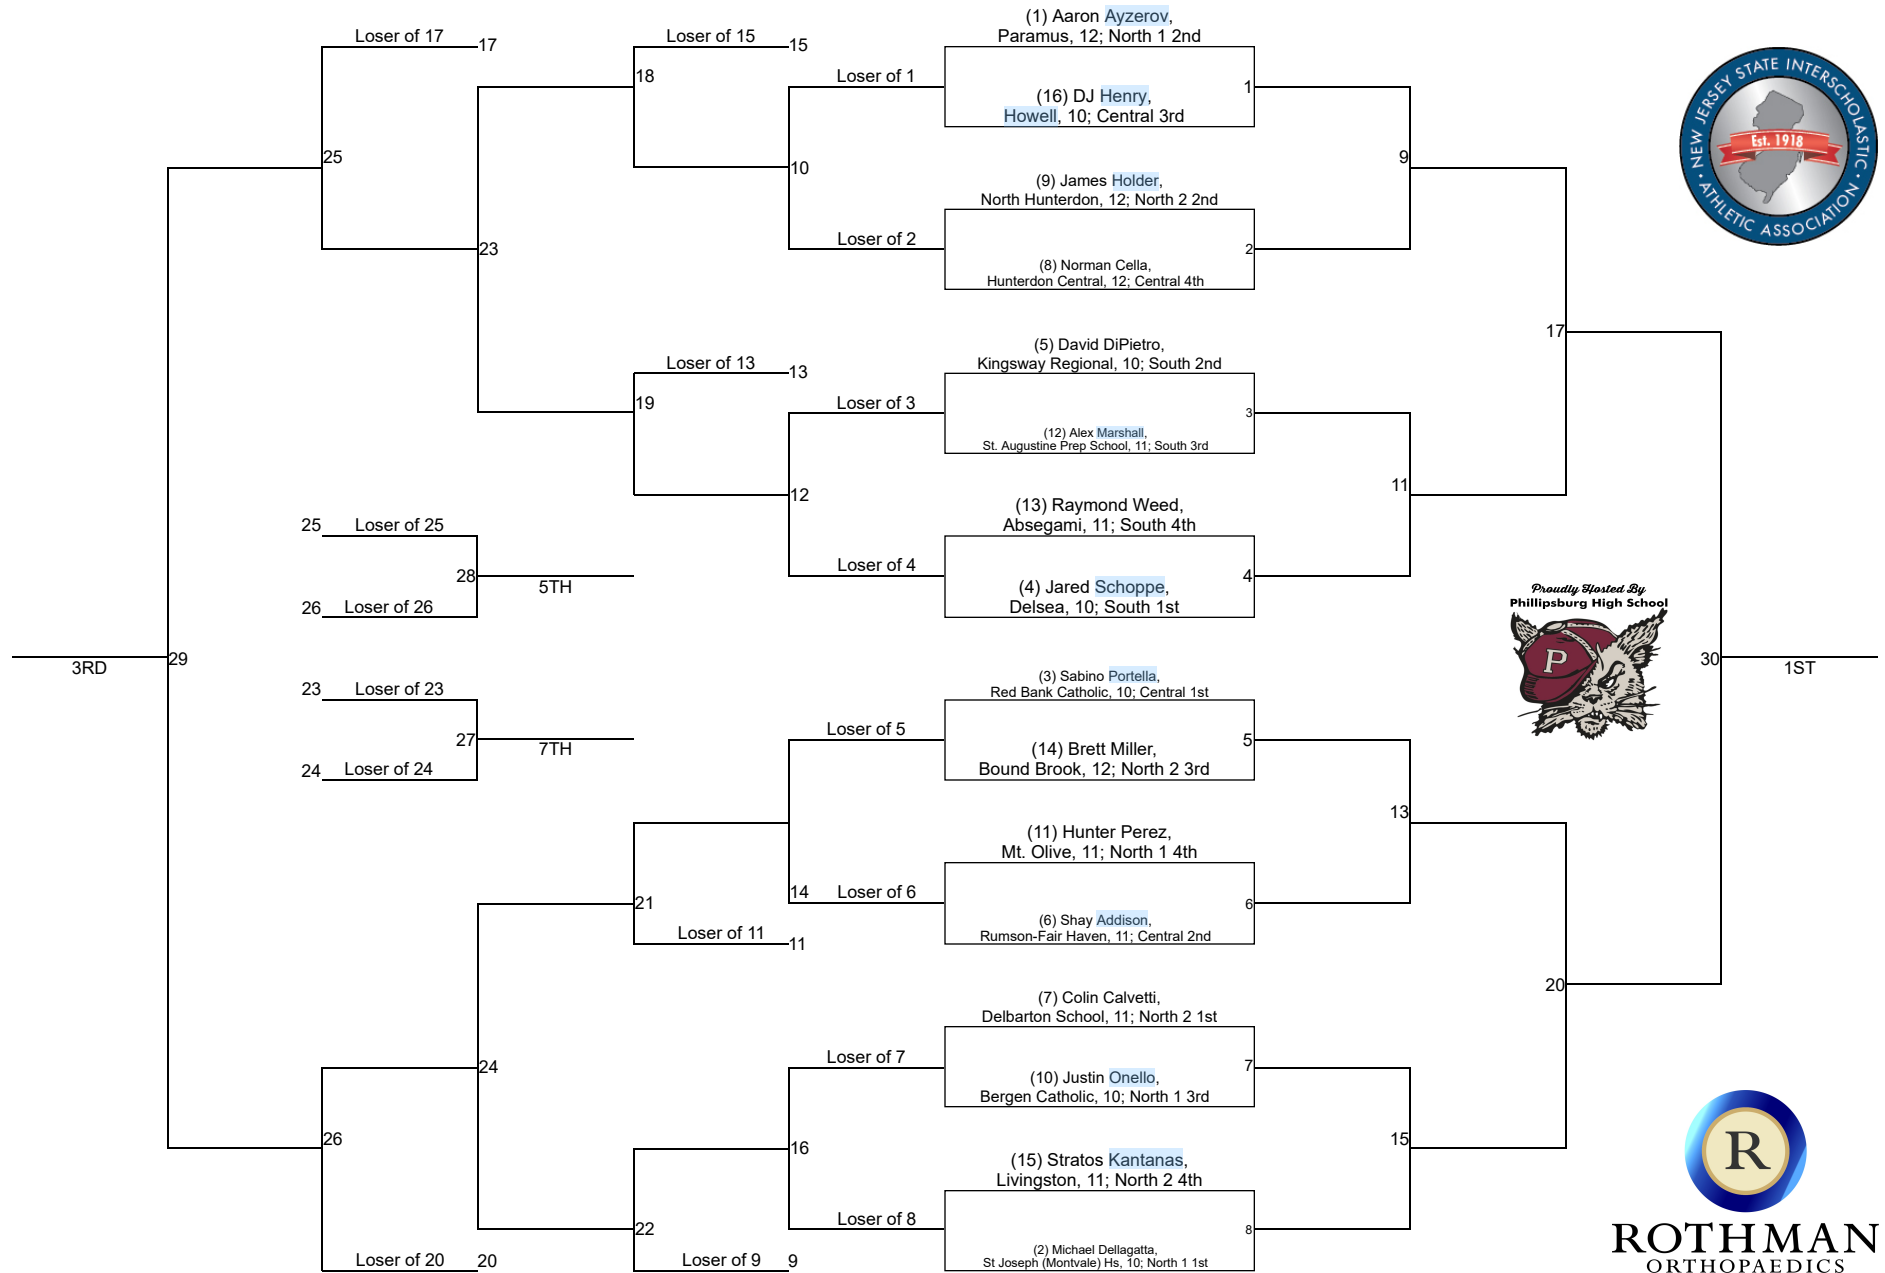 (1) Aaron Ayzerov,
Paramus, 12; North 1 2nd
Loser of 17
17
Loser of 15
15
18
Loser of 1
1
(16) DJ Henry,
Howell, 10; Central 3rd
NEW JERSEY STATE INTERSCHOLASTIC
• ATHLETIC ASSOCIATION •
Est. 1918
25
10
9
(9) James Holder,
North Hunterdon, 12; North 2 2nd
23
Loser of 2
2
(8) Norman Cella,
Hunterdon Central, 12; Central 4th
17
(5) David DiPietro,
Kingsway Regional, 10; South 2nd
Loser of 13
13
19
Loser of 3
3
(12) Alex Marshall,
St. Augustine Prep School, 11; South 3rd
12
11
(13) Raymond Weed,
Absegami, 11; South 4th
25
Loser of 25
Loser of 4
4
28
5TH
(4) Jared Schoppe,
Delsea, 10; South 1st
26
Loser of 26
Proudly Hosted By
Phillipsburg High School
P
3RD
29
30
1ST
(3) Sabino Portella,
Red Bank Catholic, 10; Central 1st
23
Loser of 23
Loser of 5
5
27
7TH
(14) Brett Miller,
Bound Brook, 12; North 2 3rd
24
Loser of 24
13
(11) Hunter Perez,
Mt. Olive, 11; North 1 4th
14
Loser of 6
6
21
(6) Shay Addison,
Rumson-Fair Haven, 11; Central 2nd
Loser of 11
11
20
(7) Colin Calvetti,
Delbarton School, 11; North 2 1st
24
Loser of 7
7
(10) Justin Onello,
Bergen Catholic, 10; North 1 3rd
26
16
15
(15) Stratos Kantanas,
Livingston, 11; North 2 4th
22
Loser of 8
8
(2) Michael Dellagatta,
St Joseph (Montvale) Hs, 10; North 1 1st
Loser of 20
20
Loser of 9
9
R
ROTHMAN
ORTHOPAEDICS